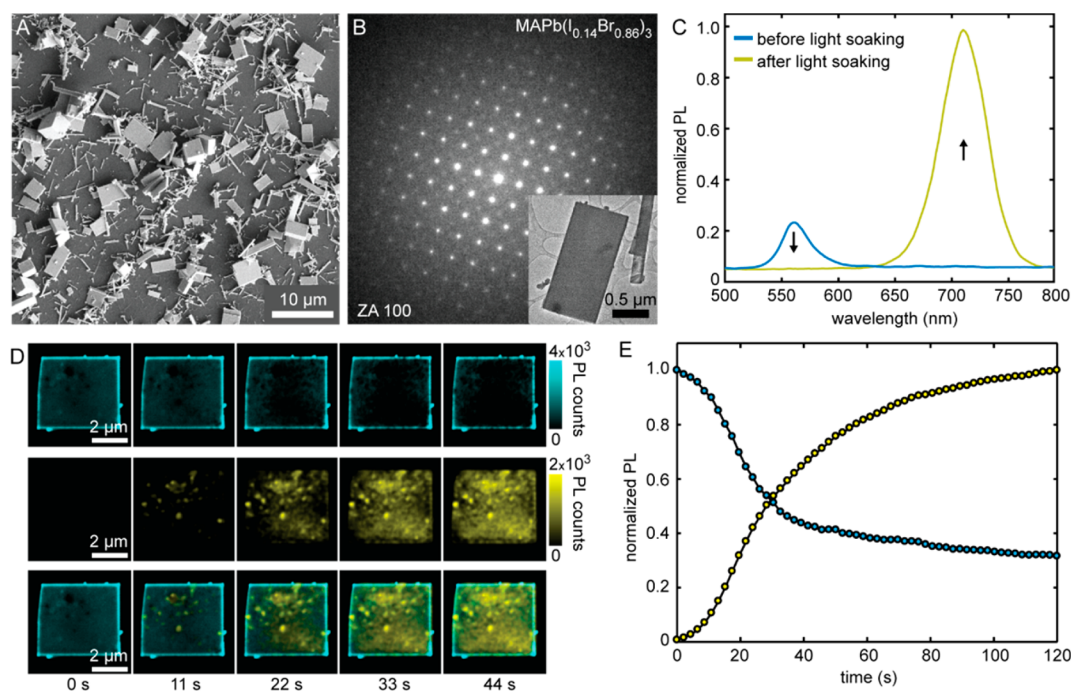 A
10 μm
B
MAPb(I0.14Br0.86)3
ZA 100
0.5 μm
C
before light soaking
after light soaking
normalized PL
1.0
0.8
0.6
0.4
0.2
0
500
600
700
800
wavelength (nm)
D
2 μm
4x10³
PL counts
0
2 μm
2x10³
PL counts
0
2 μm
0 s
11 s
22 s
33 s
44 s
E
normalized PL
1.0
0.8
0.6
0.4
0.2
0
0
20
40
60
80
100
120
time (s)